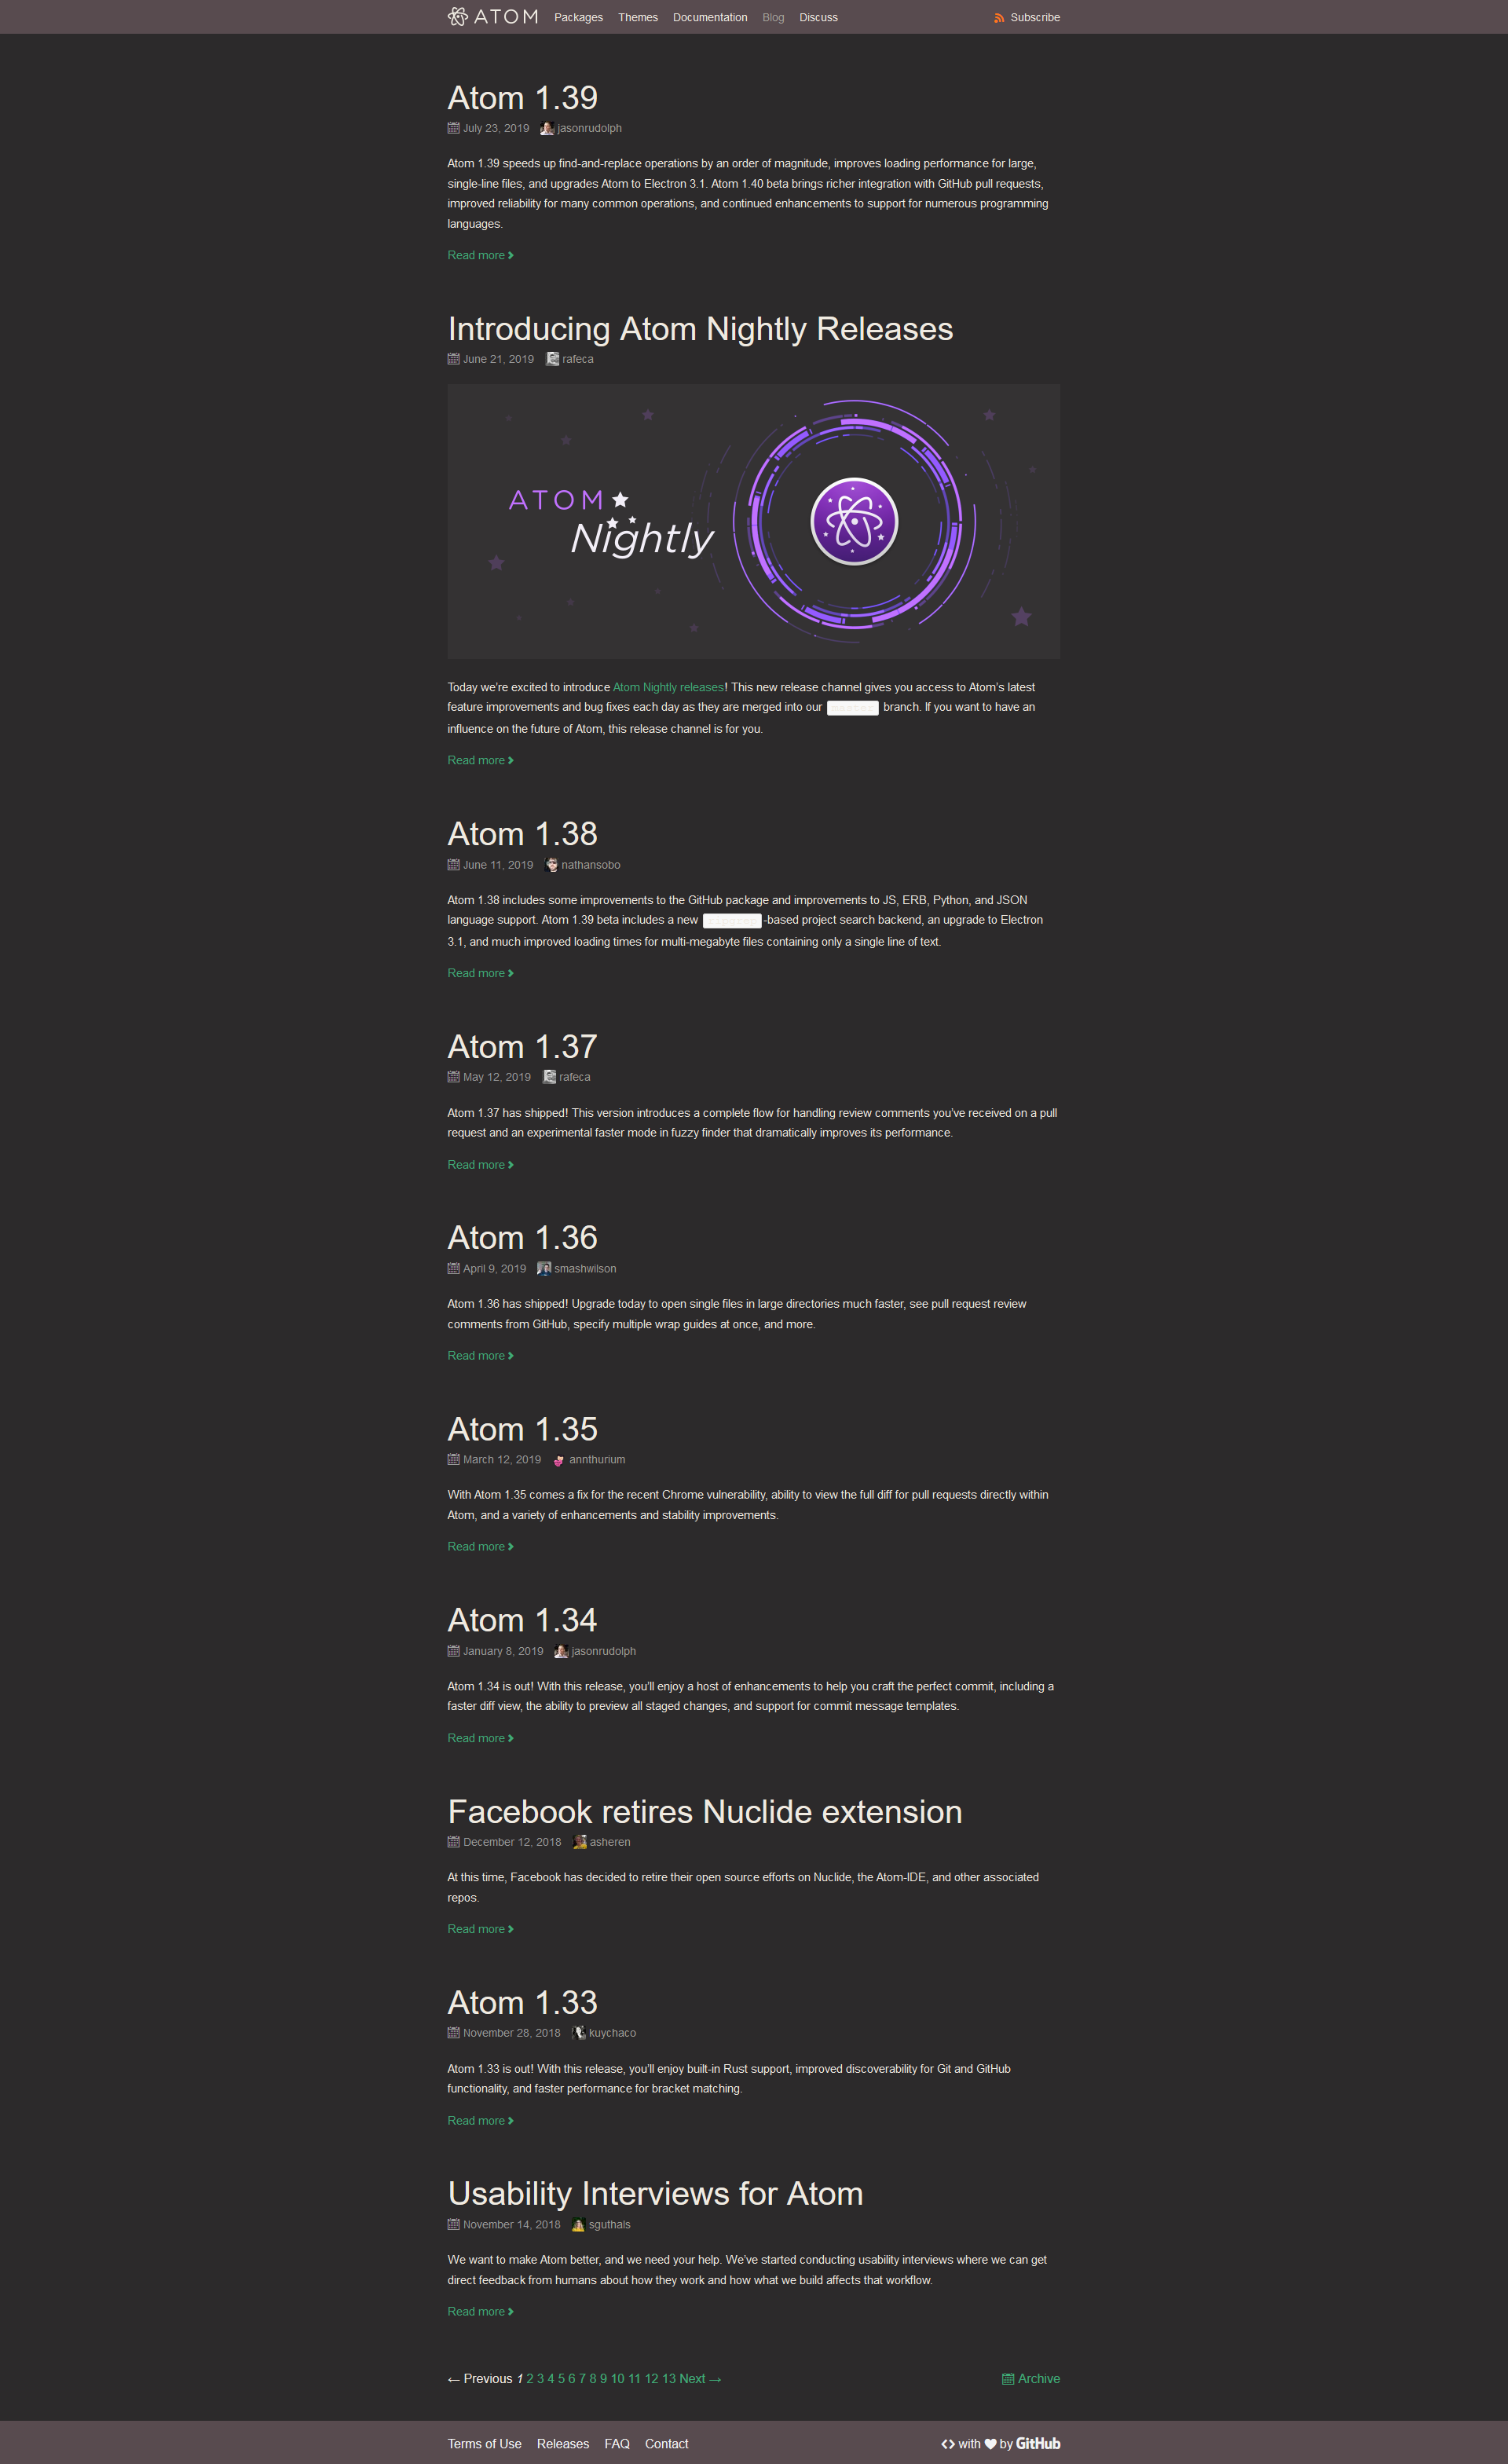 ATOM Packages Themes Documentation Blog Discuss Subscribe
Atom 1.39
July 23, 2019 jasonrudolph
Atom 1.39 speeds up find-and-replace operations by an order of magnitude, improves loading performance for large,
single-line files, and upgrades Atom to Electron 3.1. Atom 1.40 beta brings richer integration with GitHub pull requests,
improved reliability for many common operations, and continued enhancements to support for numerous programming
languages.
Read more
Introducing Atom Nightly Releases
June 21, 2019 rafeca
ATOM
Nightly
Today we’re excited to introduce Atom Nightly releases! This new release channel gives you access to Atom’s latest
feature improvements and bug fixes each day as they are merged into our branch. If you want to have an
influence on the future of Atom, this release channel is for you.
Read more
Atom 1.38
June 11, 2019 nathansobo
Atom 1.38 includes some improvements to the GitHub package and improvements to JS, ERB, Python, and JSON
language support. Atom 1.39 beta includes a new -based project search backend, an upgrade to Electron
3.1, and much improved loading times for multi-megabyte files containing only a single line of text.
Read more
Atom 1.37
May 12, 2019 rafeca
Atom 1.37 has shipped! This version introduces a complete flow for handling review comments you’ve received on a pull
request and an experimental faster mode in fuzzy finder that dramatically improves its performance.
Read more
Atom 1.36
April 9, 2019 smashwilson
Atom 1.36 has shipped! Upgrade today to open single files in large directories much faster, see pull request review
comments from GitHub, specify multiple wrap guides at once, and more.
Read more
Atom 1.35
March 12, 2019 annthurium
With Atom 1.35 comes a fix for the recent Chrome vulnerability, ability to view the full diff for pull requests directly within
Atom, and a variety of enhancements and stability improvements.
Read more
Atom 1.34
January 8, 2019 jasonrudolph
Atom 1.34 is out! With this release, you’ll enjoy a host of enhancements to help you craft the perfect commit, including a
faster diff view, the ability to preview all staged changes, and support for commit message templates.
Read more
Facebook retires Nuclide extension
December 12, 2018 asheren
At this time, Facebook has decided to retire their open source efforts on Nuclide, the Atom-IDE, and other associated
repos.
Read more
Atom 1.33
November 28, 2018 kuychaco
Atom 1.33 is out! With this release, you’ll enjoy built-in Rust support, improved discoverability for Git and GitHub
functionality, and faster performance for bracket matching.
Read more
Usability Interviews for Atom
November 14, 2018 sguthals
We want to make Atom better, and we need your help. We’ve started conducting usability interviews where we can get
direct feedback from humans about how they work and how what we build affects that workflow.
Read more
← Previous 1 2 3 4 5 6 7 8 9 10 11 12 13 Next → Archive
Terms of Use Releases FAQ Contact <> with ♥ by GitHub